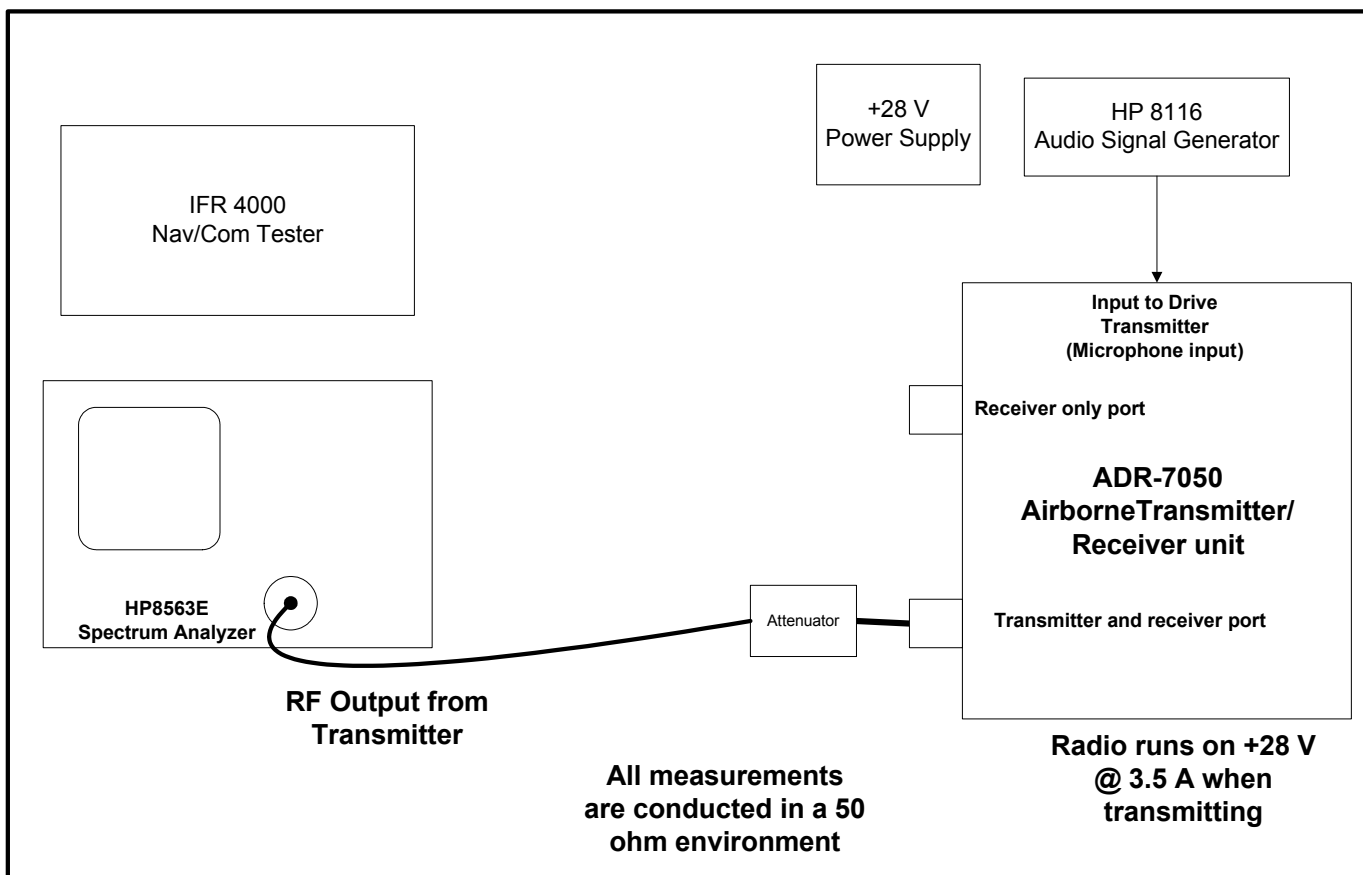 +28 V
Power Supply
HP 8116
Audio Signal Generator
IFR 4000
Nav/Com Tester
Input to Drive
Transmitter
(Microphone input)
Receiver only port
ADR-7050
AirborneTransmitter/
Receiver unit
HP8563E
Spectrum Analyzer
Attenuator
Transmitter and receiver port
RF Output from
Transmitter
All measurements
are conducted in a 50
ohm environment
Radio runs on +28 V
@ 3.5 A when
transmitting